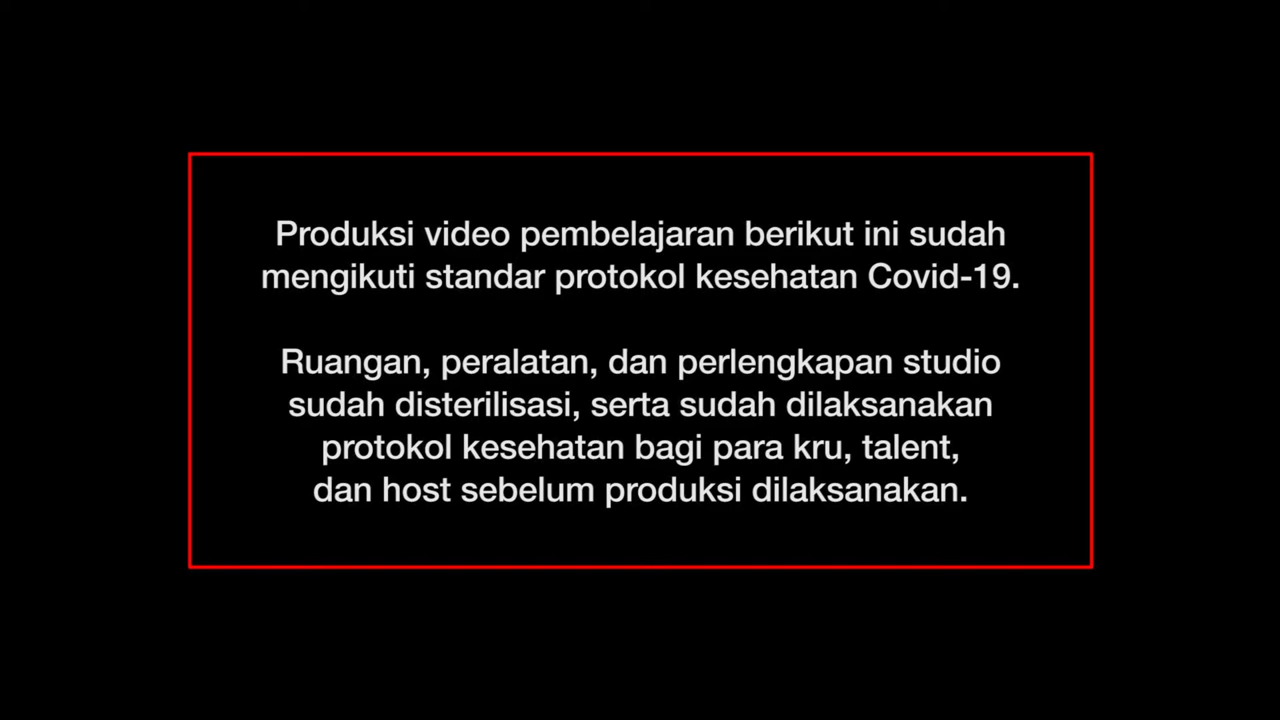 Produksi video pembelajaran berikut ini sudah
mengikuti standar protokol kesehatan Covid-19.
Ruangan, peralatan, dan perlengkapan studio
sudah disterilisasi, serta sudah dilaksanakan
protokol kesehatan bagi para kru, talent,
dan host sebelum produksi dilaksanakan.